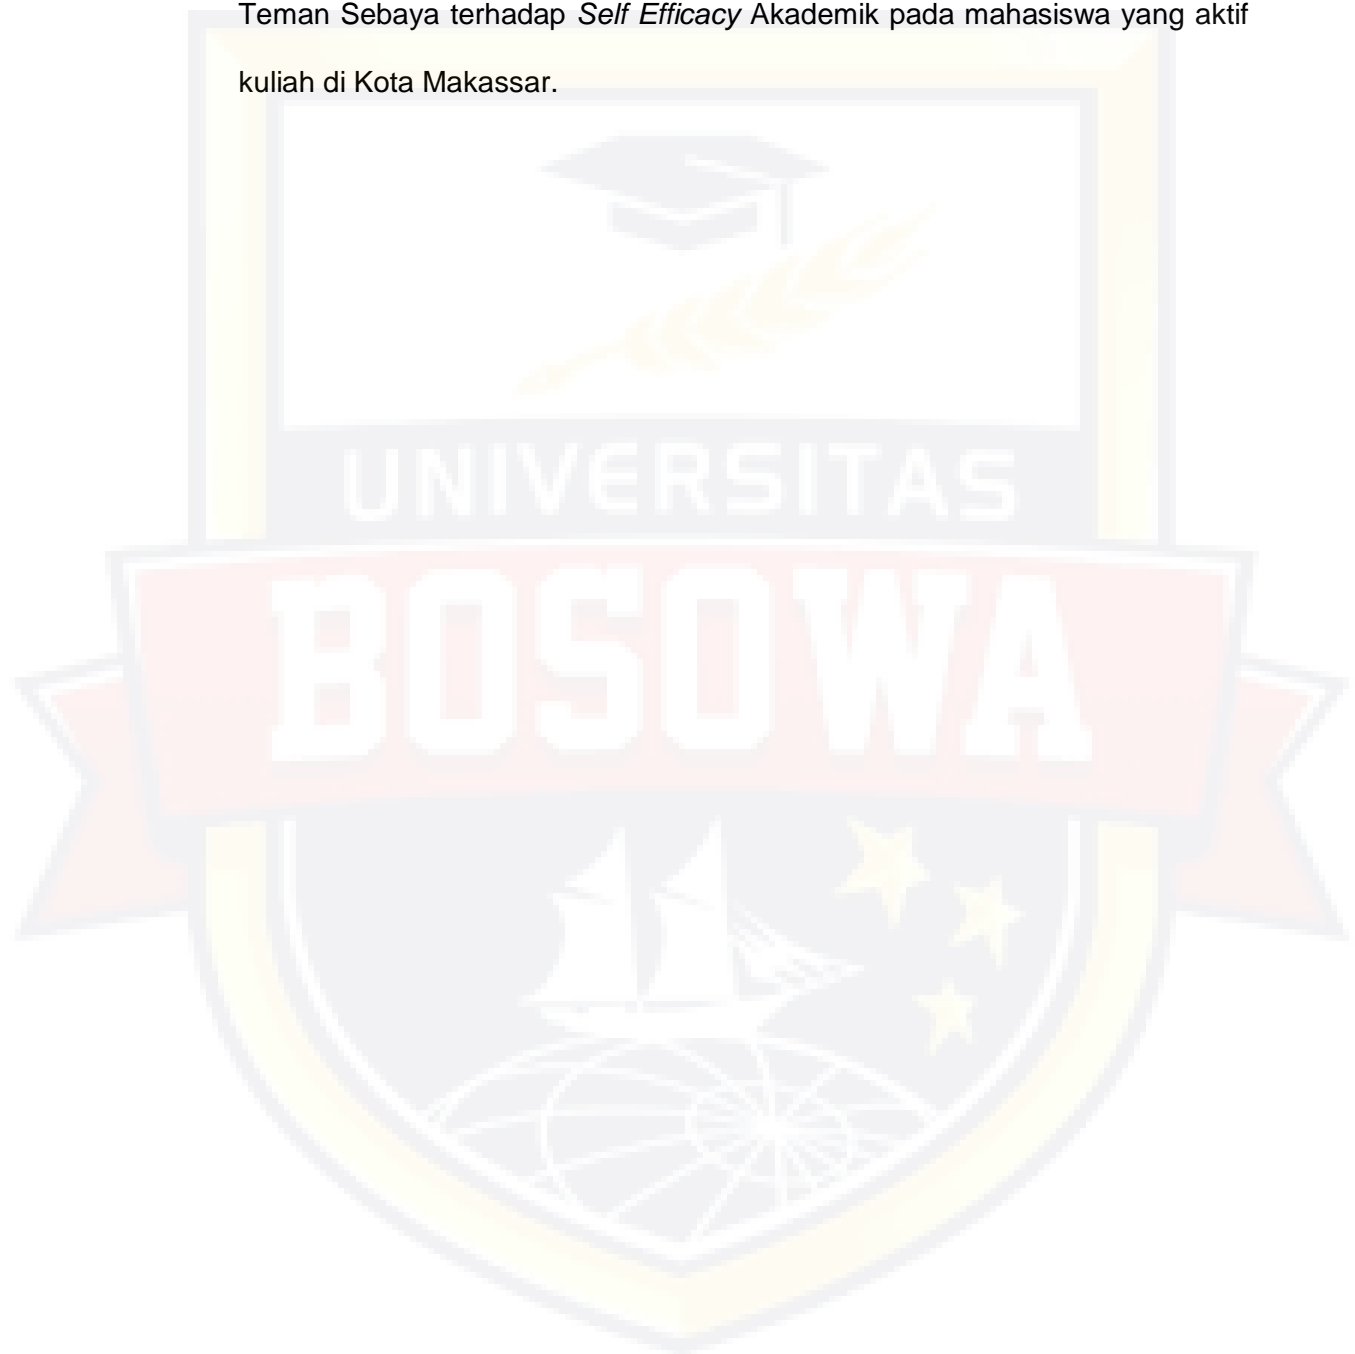 Teman Sebaya terhadap Self Efficacy Akademik pada mahasiswa yang aktif
kuliah di Kota Makassar.
UNIVERSITAS
BOSOWA